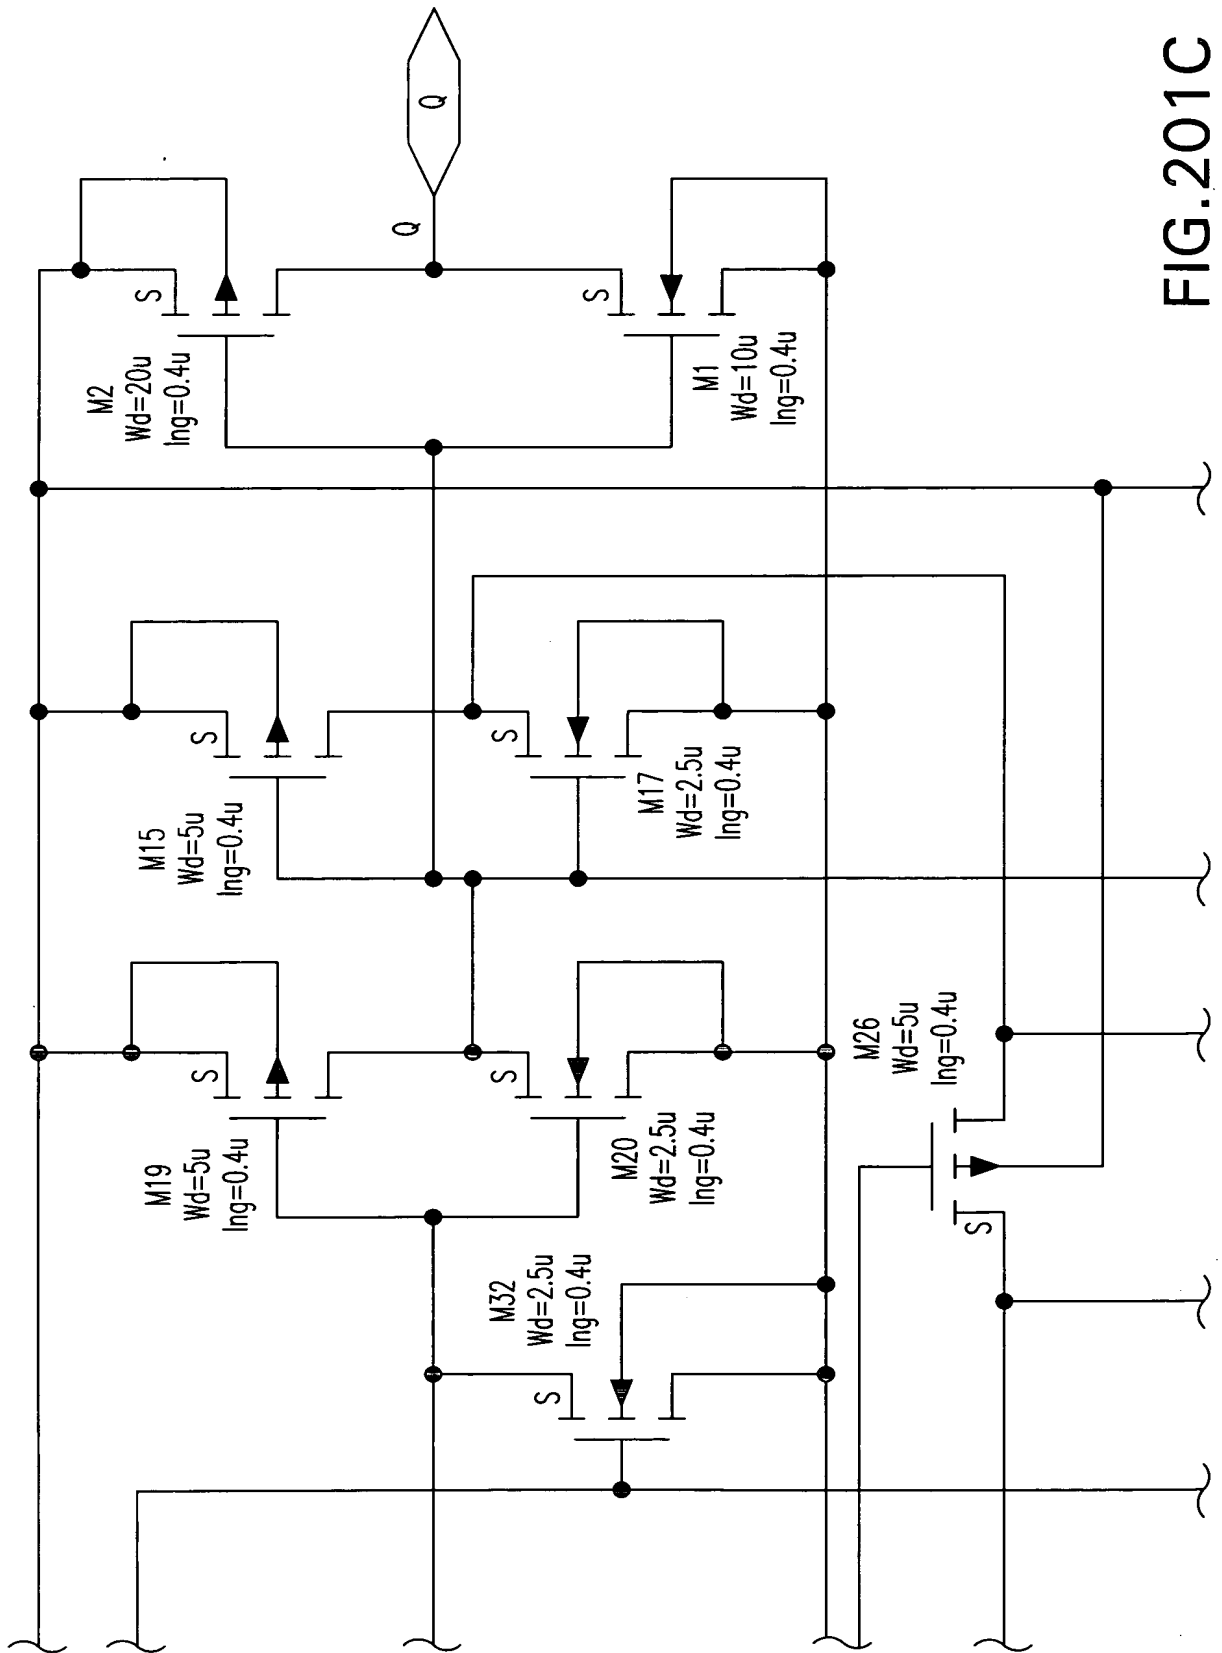 Q
Q
S
M2
Wd=20u
lng=0.4u
S
M1
Wd=10u
lng=0.4u
S
M15
Wd=5u
lng=0.4u
S
M17
Wd=2.5u
lng=0.4u
S
M19
Wd=5u
lng=0.4u
S
M20
Wd=2.5u
lng=0.4u
M26
Wd=5u
lng=0.4u
S
M32
Wd=2.5u
lng=0.4u
S
FIG.201C